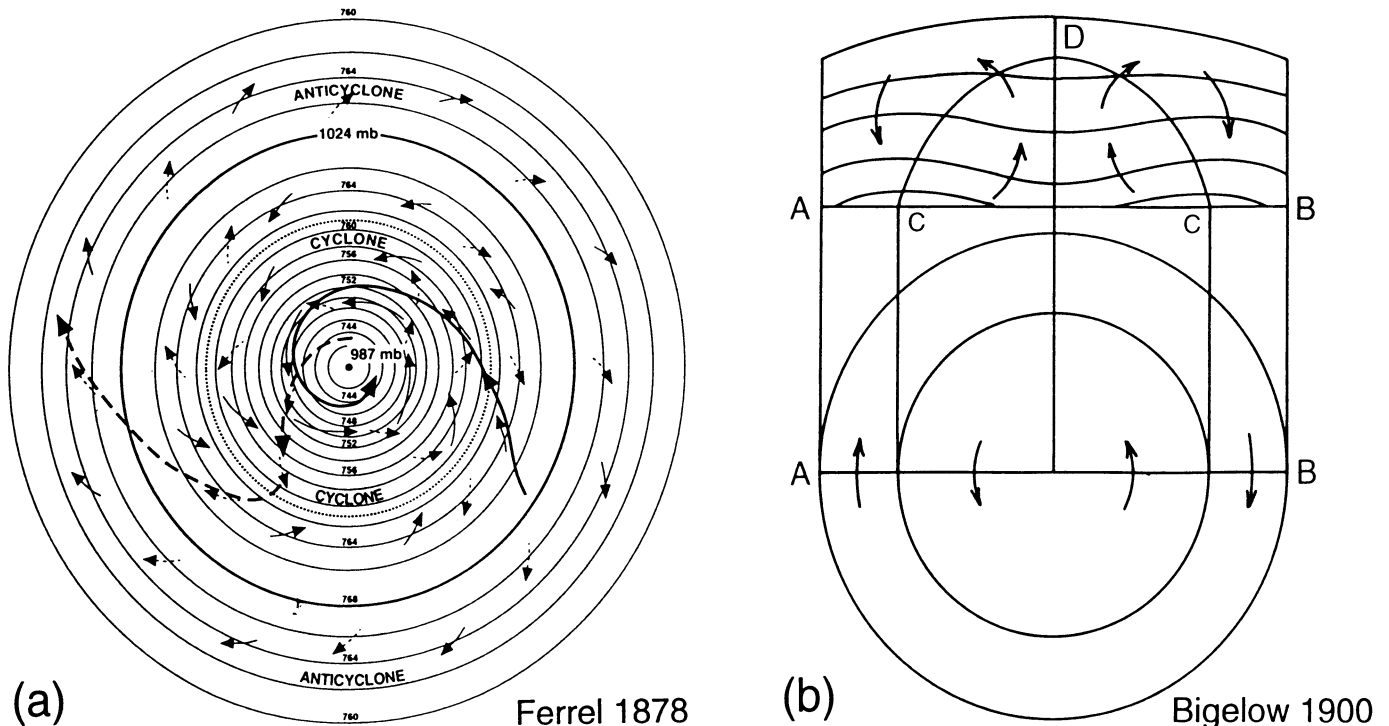 760
764
ANTICYCLONE
1024 mb
764
760
CYCLONE
756
752
744
987 mb
744
748
752
756
CYCLONE
764
768
764
ANTICYCLONE
760
(a)
Ferrel 1878
D
A
B
C
C
A
B
(b)
Bigelow 1900